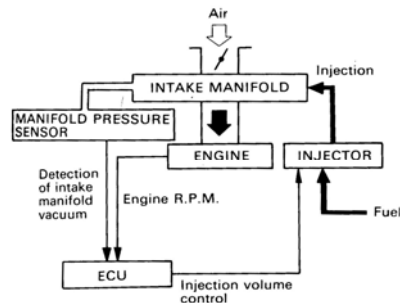 Air
INTAKE MANIFOLD
Injection
MANIFOLD PRESSURE
SENSOR
ENGINE
INJECTOR
Detection
of intake
manifold
vacuum
Engine R.P.M.
Fuel
ECU
Injection volume
control